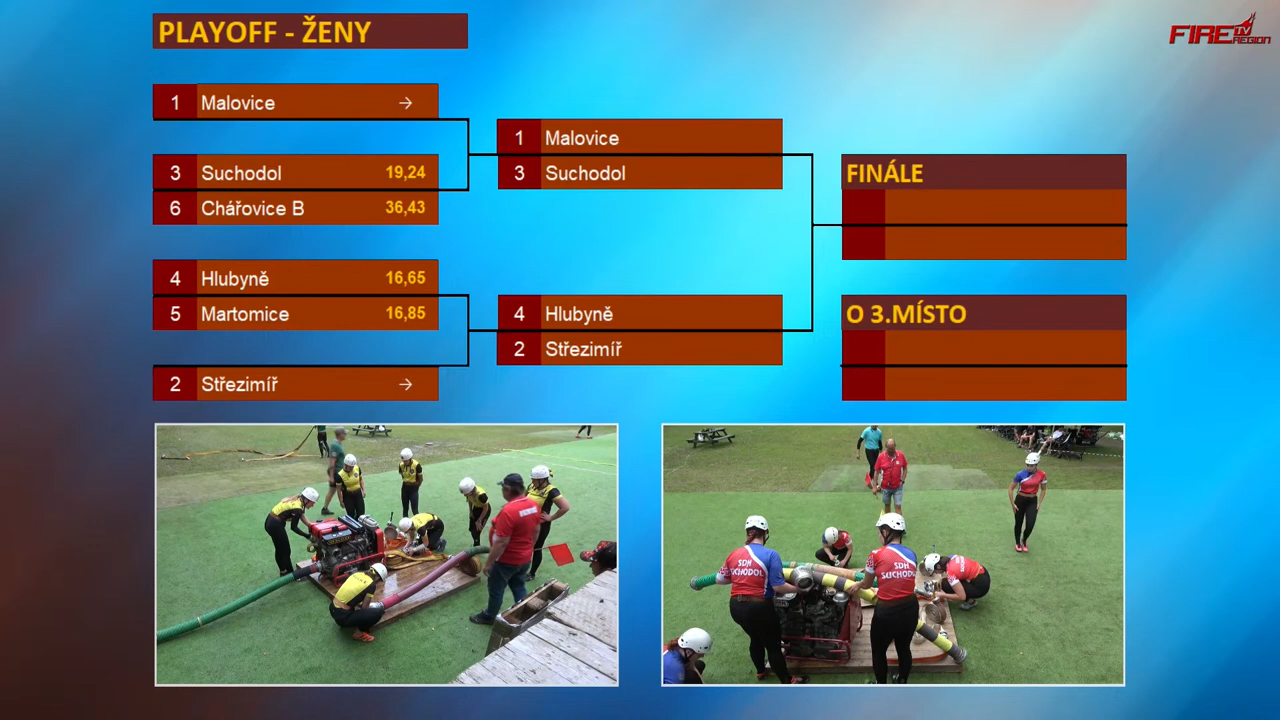 PLAYOFF - ŽENY
FIRE TV REGION
1 Malovice →
3 Suchodol 19,24
6 Chářovice B 36,43
4 Hlubyně 16,65
5 Martomice 16,85
2 Střezimíř →
1 Malovice
3 Suchodol
4 Hlubyně
2 Střezimíř
FINÁLE
O 3.MÍSTO
SDH
SUCHODOL
SDH
SUCHODOL